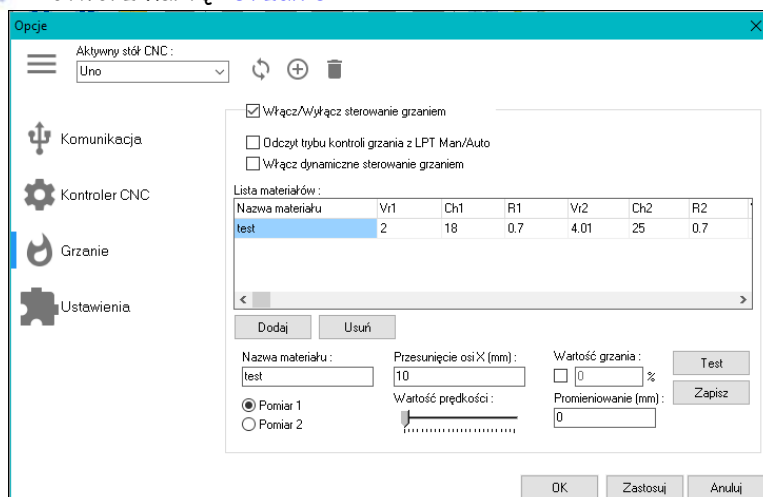 Opcje
Aktywny stół CNC :
Uno
Komunikacja
Kontroler CNC
Grzanie
Ustawienia
Włącz/Wyłącz sterowanie grzaniem
Odczyt trybu kontroli grzania z LPT Man/Auto
Włącz dynamiczne sterowanie grzaniem
Lista materiałów :
Nazwa materiału Vr1 Ch1 R1 Vr2 Ch2 R2
test 2 18 0.7 4.01 25 0.7
Dodaj Usuń
Nazwa materiału : Przesunięcie osi X (mm) : Wartość grzania : Test
test 10 0 %
Zapisz
Pomiar 1 Wartość prędkości : Promieniowanie (mm) :
Pomiar 2 0
OK Zastosuj Anuluj